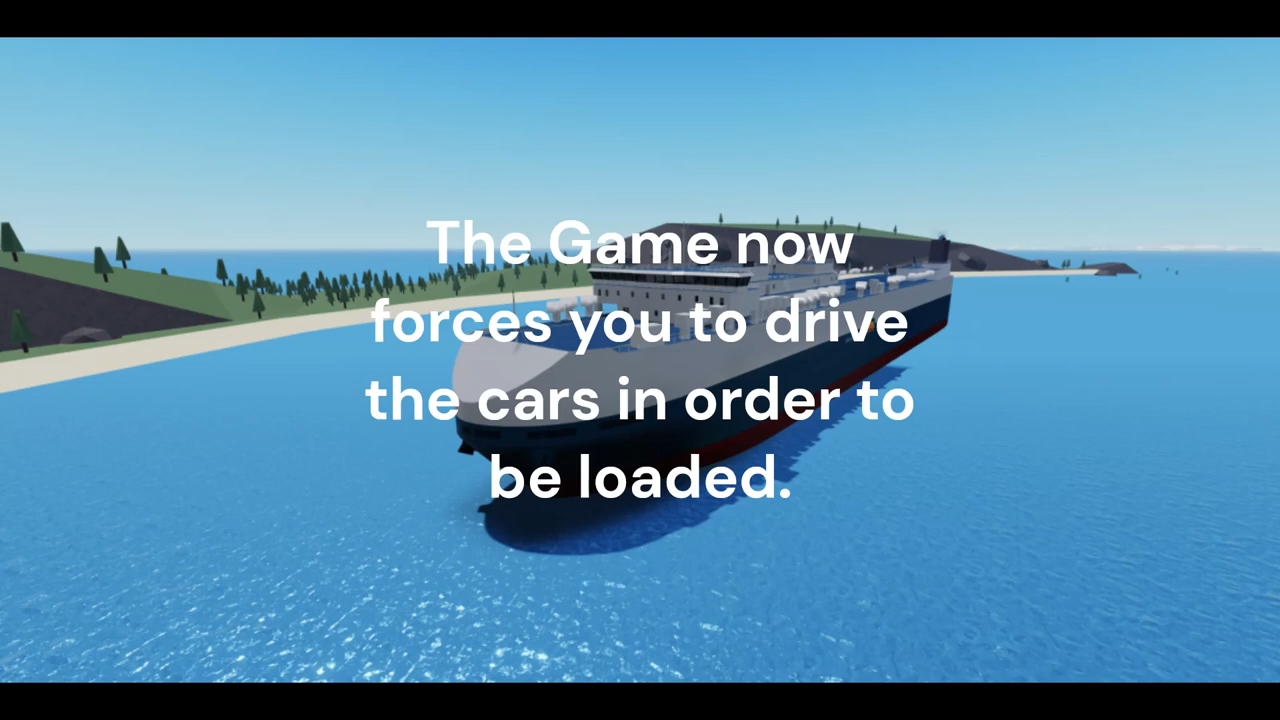 The Game now
forces you to drive
the cars in order to
be loaded.